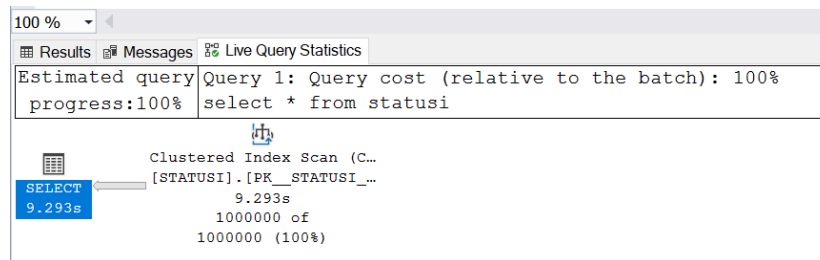 100 %
Results Messages Live Query Statistics
Estimated query progress:100%
Query 1: Query cost (relative to the batch): 100%
select * from statusi
SELECT
9.293s
Clustered Index Scan (C…
[STATUSI].[PK__STATUSI_…
9.293s
1000000 of
1000000 (100%)